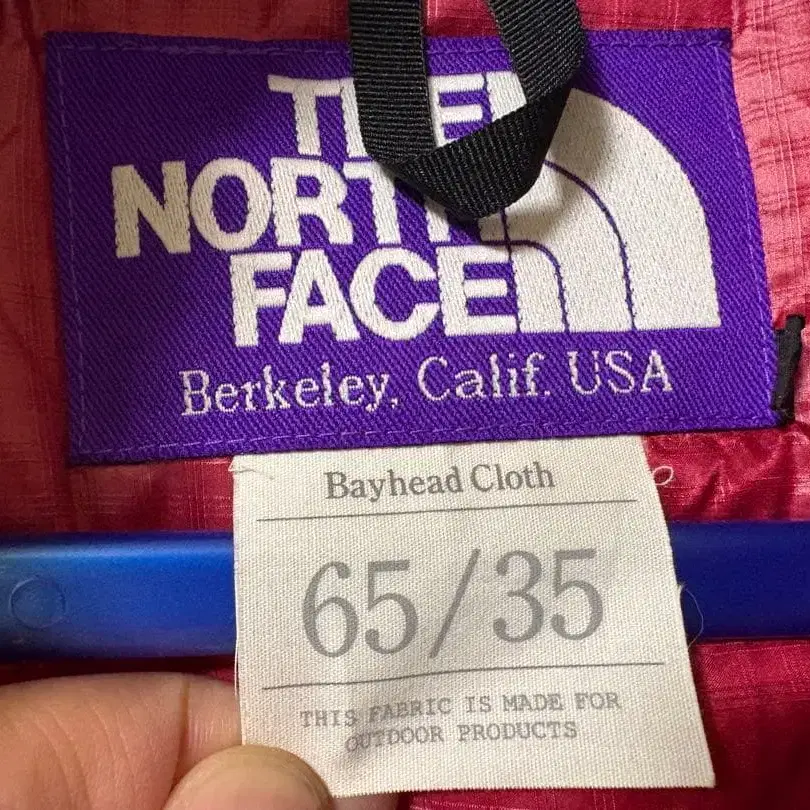 THE
NORTH
FACE
Berkeley, Calif. USA
Bayhead Cloth
65/35
THIS FABRIC IS MADE FOR
OUTDOOR PRODUCTS